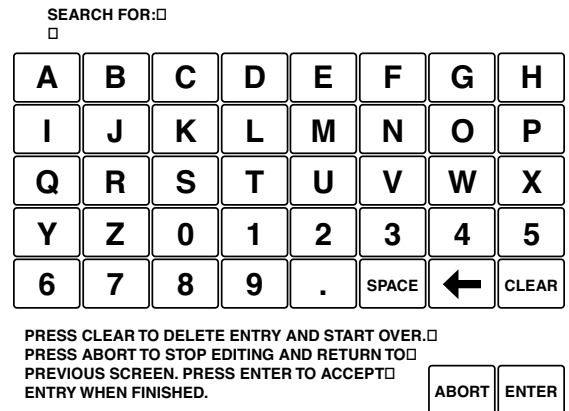 SEARCH FOR:
A B C D E F G H
I J K L M N O P
Q R S T U V W X
Y Z 0 1 2 3 4 5
6 7 8 9 . SPACE CLEAR
PRESS CLEAR TO DELETE ENTRY AND START OVER.
PRESS ABORT TO STOP EDITING AND RETURN TO
PREVIOUS SCREEN. PRESS ENTER TO ACCEPT
ENTRY WHEN FINISHED.
ABORT ENTER